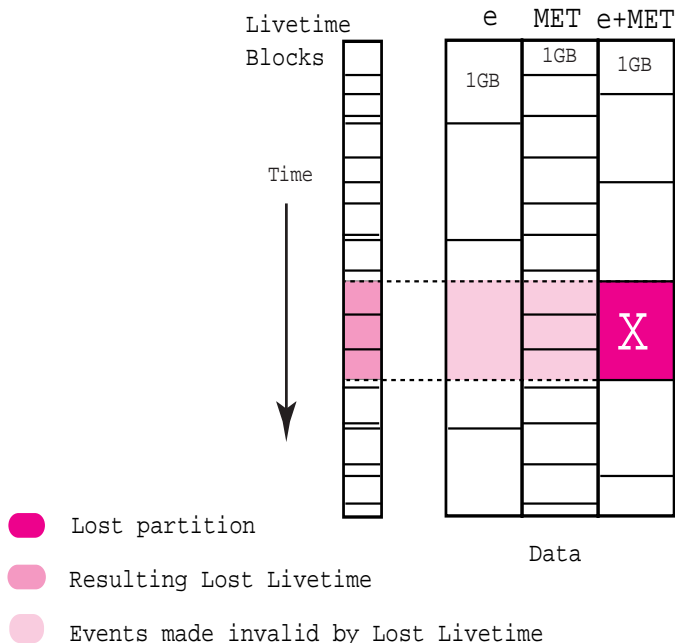 Livetime
Blocks
e MET e+MET
1GB 1GB 1GB
Time
X
Data
Lost partition
Resulting Lost Livetime
Events made invalid by Lost Livetime